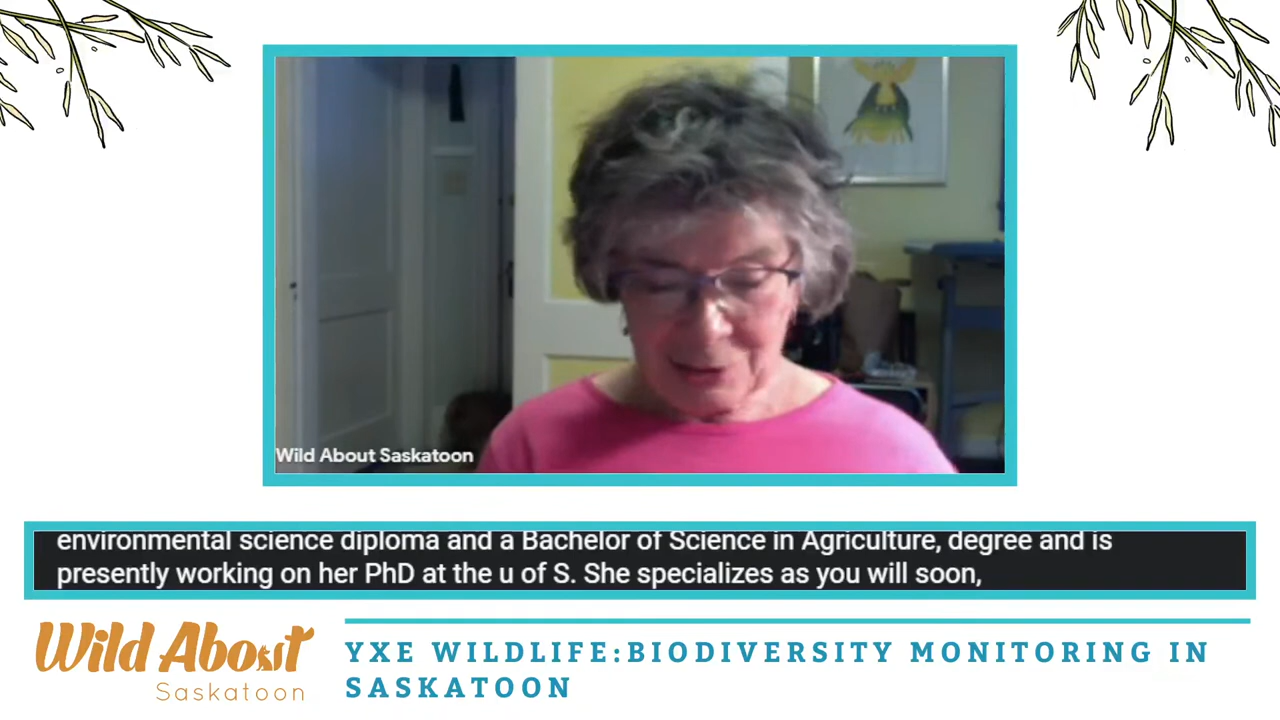 Wild About Saskatoon
environmental science diploma and a Bachelor of Science in Agriculture, degree and is
presently working on her PhD at the u of S. She specializes as you will soon,
Wild About
Saskatoon
YXE WILDLIFE:BIODIVERSITY MONITORING IN
SASKATOON